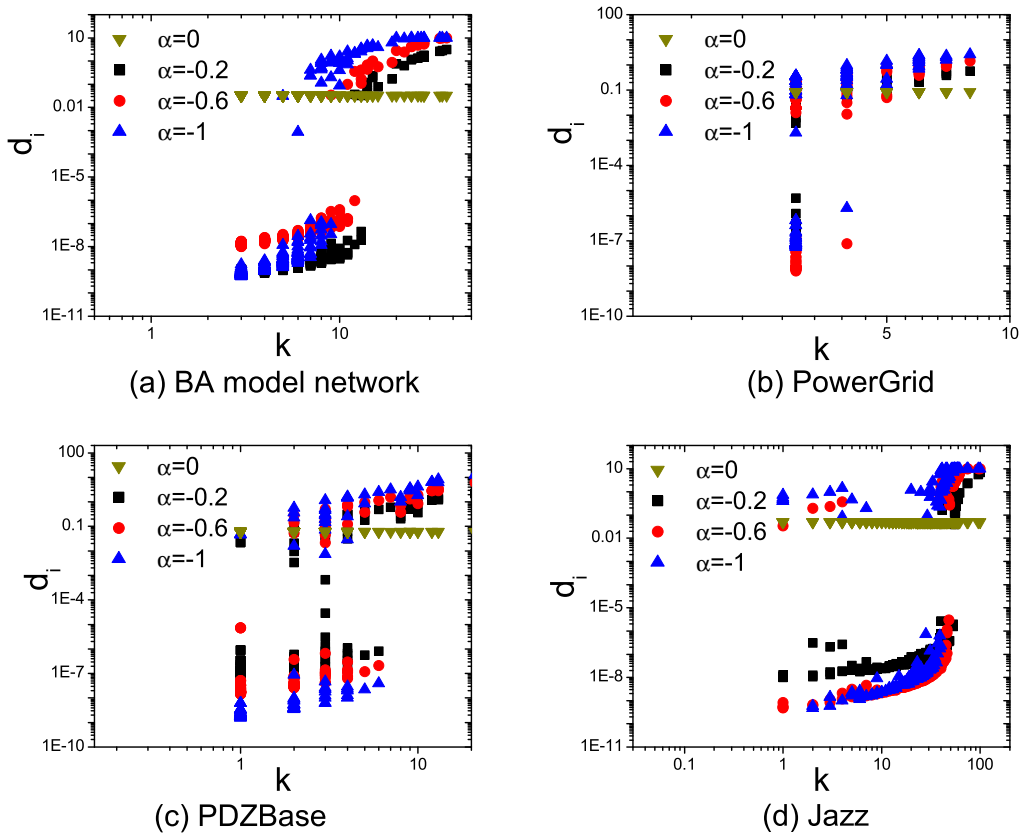 10
0.01
1E-5
1E-8
1E-11
1
10
d_i
k
α=0
α=-0.2
α=-0.6
α=-1
(a) BA model network
100
0.1
1E-4
1E-7
1E-10
5
10
d_i
k
α=0
α=-0.2
α=-0.6
α=-1
(b) PowerGrid
100
0.1
1E-4
1E-7
1E-10
1
10
d_i
k
α=0
α=-0.2
α=-0.6
α=-1
(c) PDZBase
10
0.01
1E-5
1E-8
1E-11
0.1
1
10
100
d_i
k
α=0
α=-0.2
α=-0.6
α=-1
(d) Jazz